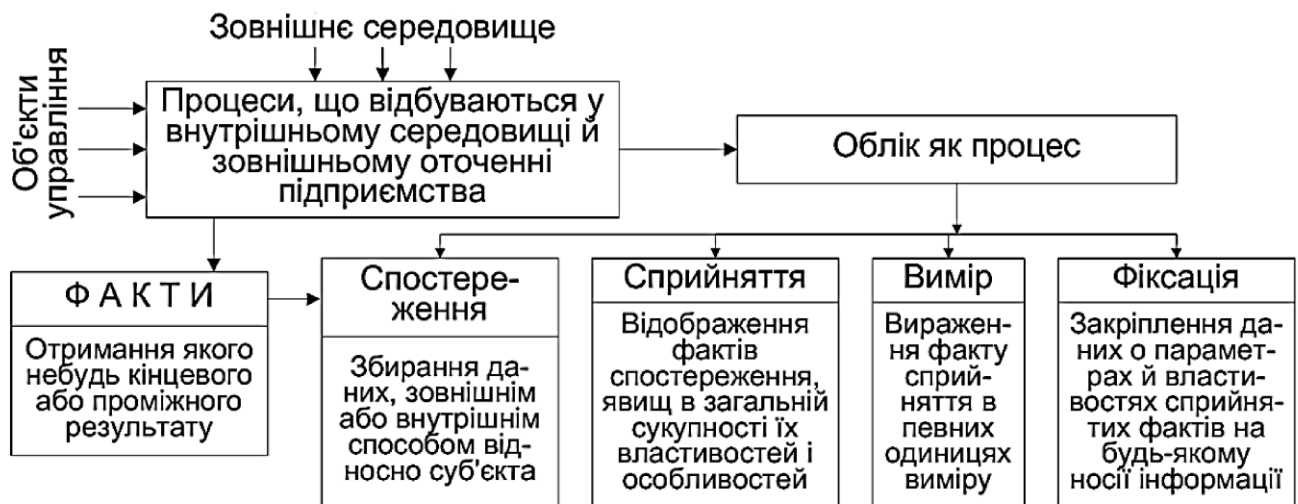 Зовнішнє середовище
Об'єкти
управління
Процеси, що відбуваються у
внутрішньому середовищі й
зовнішньому оточенні
підприємства
Облік як процес
Ф А К Т И
Отримання якого
небудь кінцевого
або проміжного
результату
Спостере-
ження
Збирання да-
них, зовнішнім
або внутрішнім
способом від-
носно суб'єкта
Сприйняття
Відображення
фактів
спостереження,
явищ в загальній
сукупності їх
властивостей і
особливостей
Вимір
Виражен-
ня факту
сприй-
няття в
певних
одиницях
виміру
Фіксація
Закріплення да-
них о парамет-
рах й власти-
востях сприйня-
тих фактів на
будь-якому
носії інформації